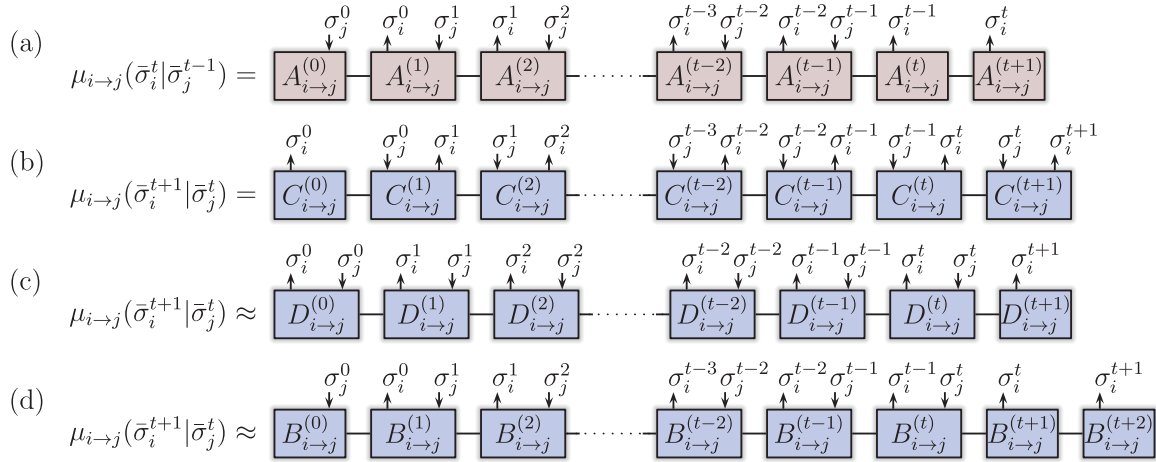 σ_j^0 σ_i^0 σ_j^1 σ_i^1 σ_j^2 σ_i^{t-3} σ_j^{t-2} σ_i^{t-2} σ_j^{t-1} σ_i^{t-1} σ_i^t
(a) μ_{i→j}(σ̄_i^t|σ̄_j^{t-1}) = A_{i→j}^{(0)} A_{i→j}^{(1)} A_{i→j}^{(2)} ...... A_{i→j}^{(t-2)} A_{i→j}^{(t-1)} A_{i→j}^{(t)} A_{i→j}^{(t+1)}
σ_i^0 σ_j^0 σ_i^1 σ_j^1 σ_i^2 σ_j^{t-3} σ_i^{t-2} σ_j^{t-2} σ_i^{t-1} σ_j^{t-1} σ_i^t σ_j^t σ_i^{t+1}
(b) μ_{i→j}(σ̄_i^{t+1}|σ̄_j^t) = C_{i→j}^{(0)} C_{i→j}^{(1)} C_{i→j}^{(2)} ...... C_{i→j}^{(t-2)} C_{i→j}^{(t-1)} C_{i→j}^{(t)} C_{i→j}^{(t+1)}
σ_i^0 σ_j^0 σ_i^1 σ_j^1 σ_i^2 σ_j^2 σ_i^{t-2} σ_j^{t-2} σ_i^{t-1} σ_j^{t-1} σ_i^t σ_j^t σ_i^{t+1}
(c) μ_{i→j}(σ̄_i^{t+1}|σ̄_j^t) ≈ D_{i→j}^{(0)} D_{i→j}^{(1)} D_{i→j}^{(2)} ...... D_{i→j}^{(t-2)} D_{i→j}^{(t-1)} D_{i→j}^{(t)} D_{i→j}^{(t+1)}
σ_j^0 σ_i^0 σ_j^1 σ_i^1 σ_j^2 σ_i^{t-3} σ_j^{t-2} σ_i^{t-2} σ_j^{t-1} σ_i^{t-1} σ_j^t σ_i^t σ_i^{t+1}
(d) μ_{i→j}(σ̄_i^{t+1}|σ̄_j^t) ≈ B_{i→j}^{(0)} B_{i→j}^{(1)} B_{i→j}^{(2)} ...... B_{i→j}^{(t-2)} B_{i→j}^{(t-1)} B_{i→j}^{(t)} B_{i→j}^{(t+1)} B_{i→j}^{(t+2)}